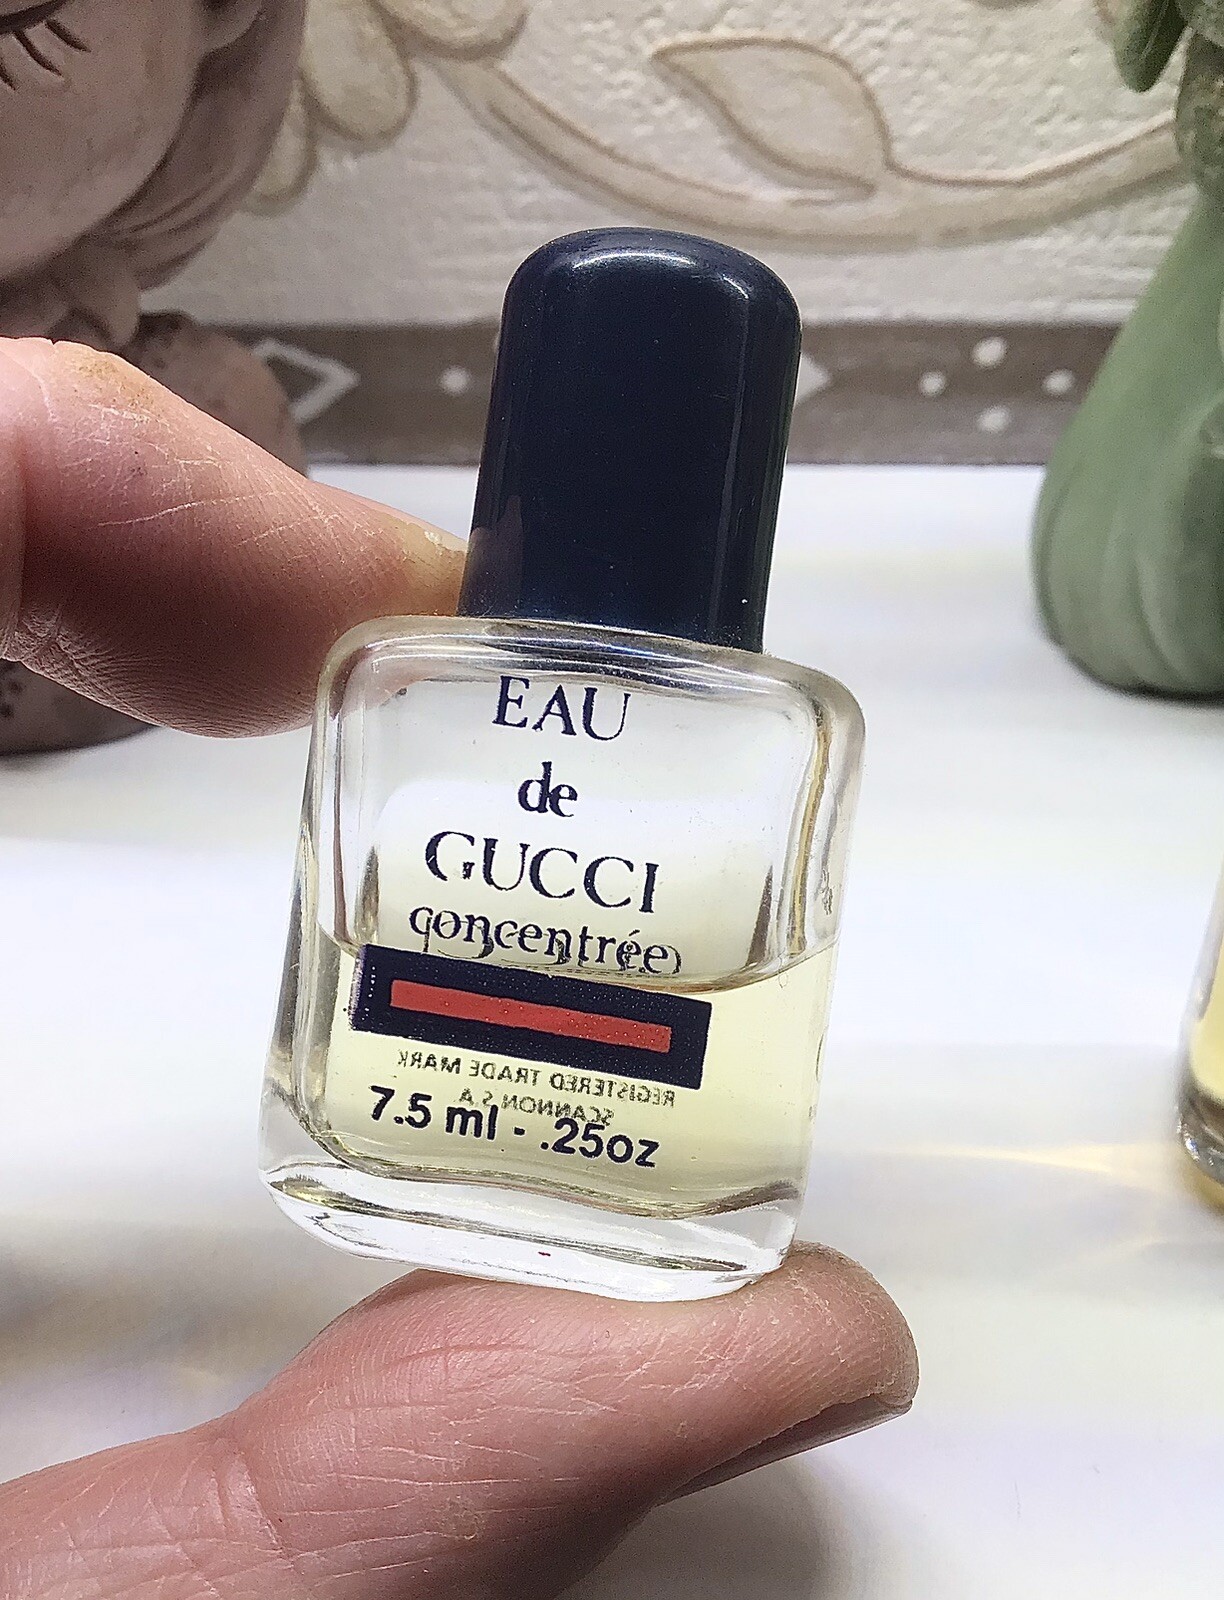 EAU
de
GUCCI
concentrée
REGISTERED TRADE MARK
SCANNON S.A.
7.5 ml - .25oz